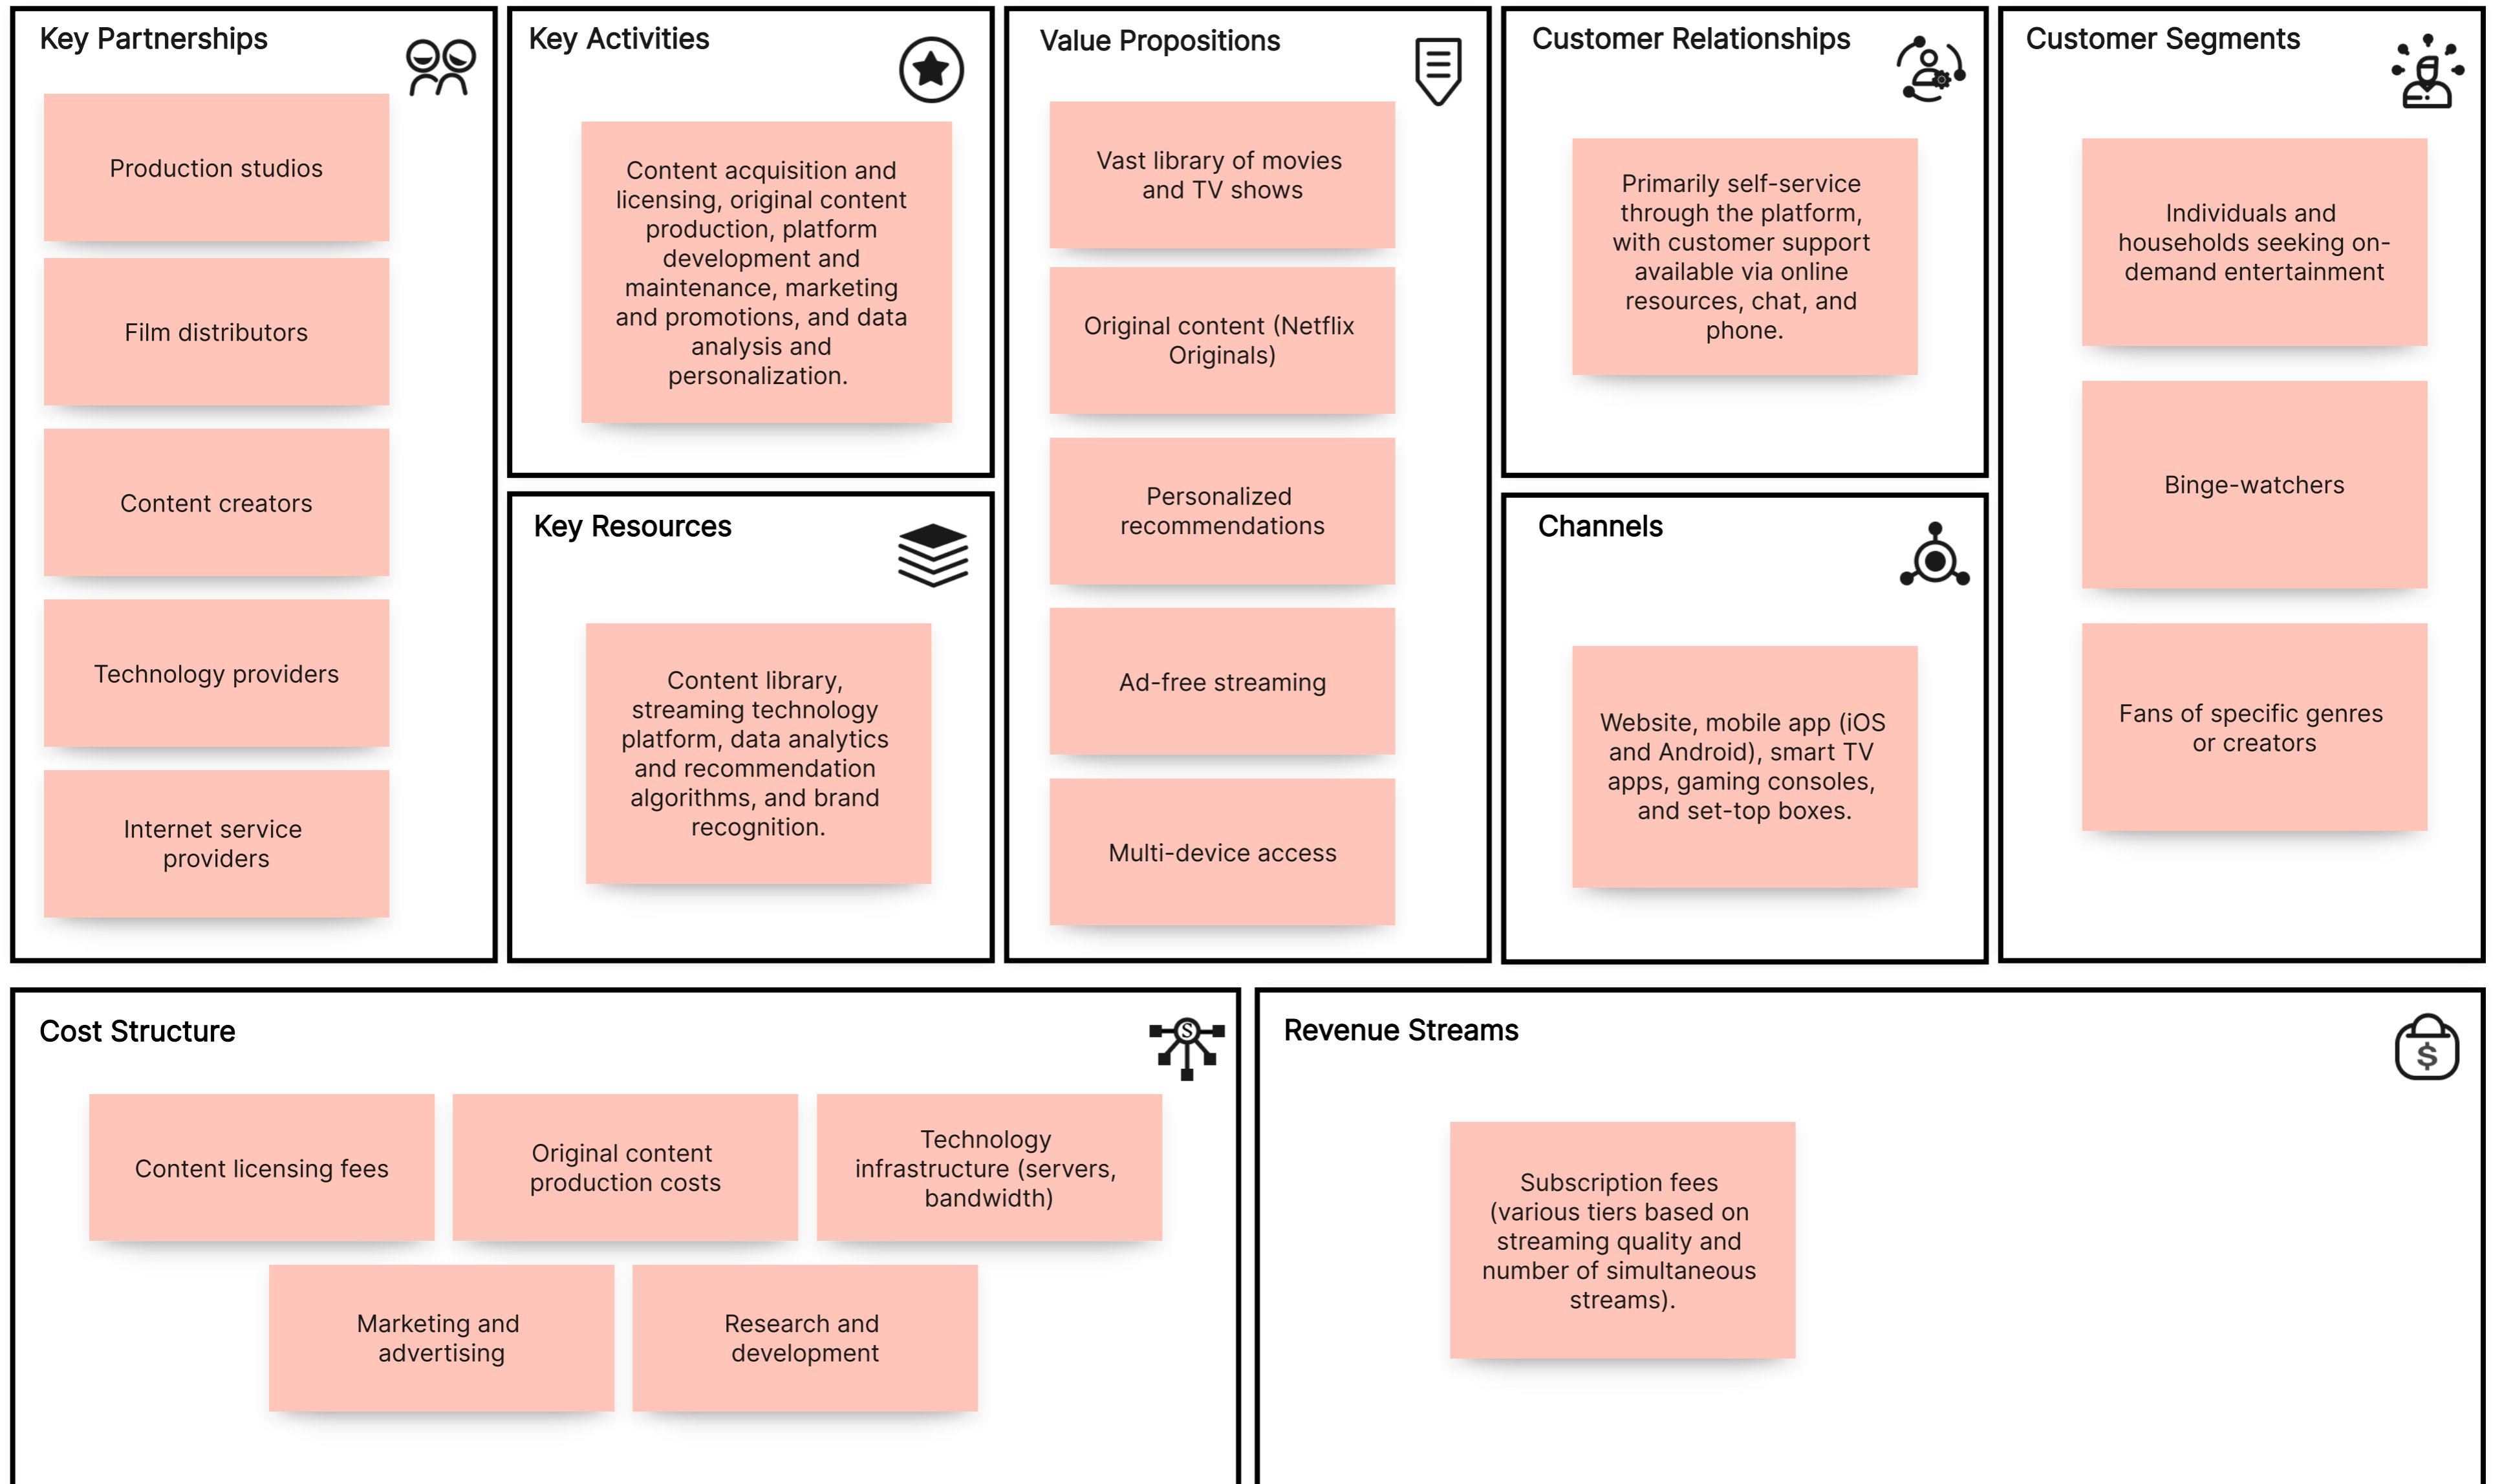 Key Partnerships
Production studios
Film distributors
Content creators
Technology providers
Internet service
providers
Key Activities
Content acquisition and
licensing, original content
production, platform
development and
maintenance, marketing
and promotions, and data
analysis and
personalization.
Key Resources
Content library,
streaming technology
platform, data analytics
and recommendation
algorithms, and brand
recognition.
Value Propositions
Vast library of movies
and TV shows
Original content (Netflix
Originals)
Personalized
recommendations
Ad-free streaming
Multi-device access
Customer Relationships
Primarily self-service
through the platform,
with customer support
available via online
resources, chat, and
phone.
Channels
Website, mobile app (iOS
and Android), smart TV
apps, gaming consoles,
and set-top boxes.
Customer Segments
Individuals and
households seeking on-
demand entertainment
Binge-watchers
Fans of specific genres
or creators
Cost Structure
S
Content licensing fees
Original content
production costs
Technology
infrastructure (servers,
bandwidth)
Marketing and
advertising
Research and
development
Revenue Streams
$
Subscription fees
(various tiers based on
streaming quality and
number of simultaneous
streams).